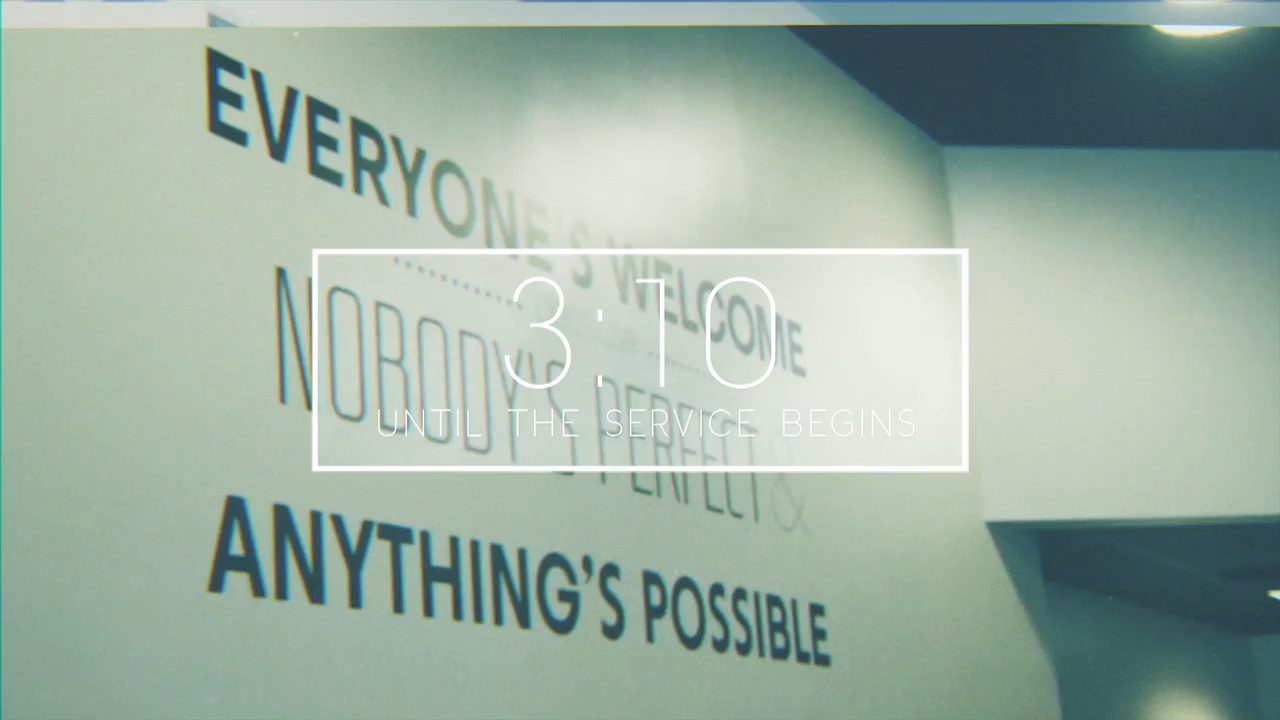 EVERYONE'S WELCOME
NOBODY'S PERFECT &
ANYTHING'S POSSIBLE
3:10
UNTIL THE SERVICE BEGINS